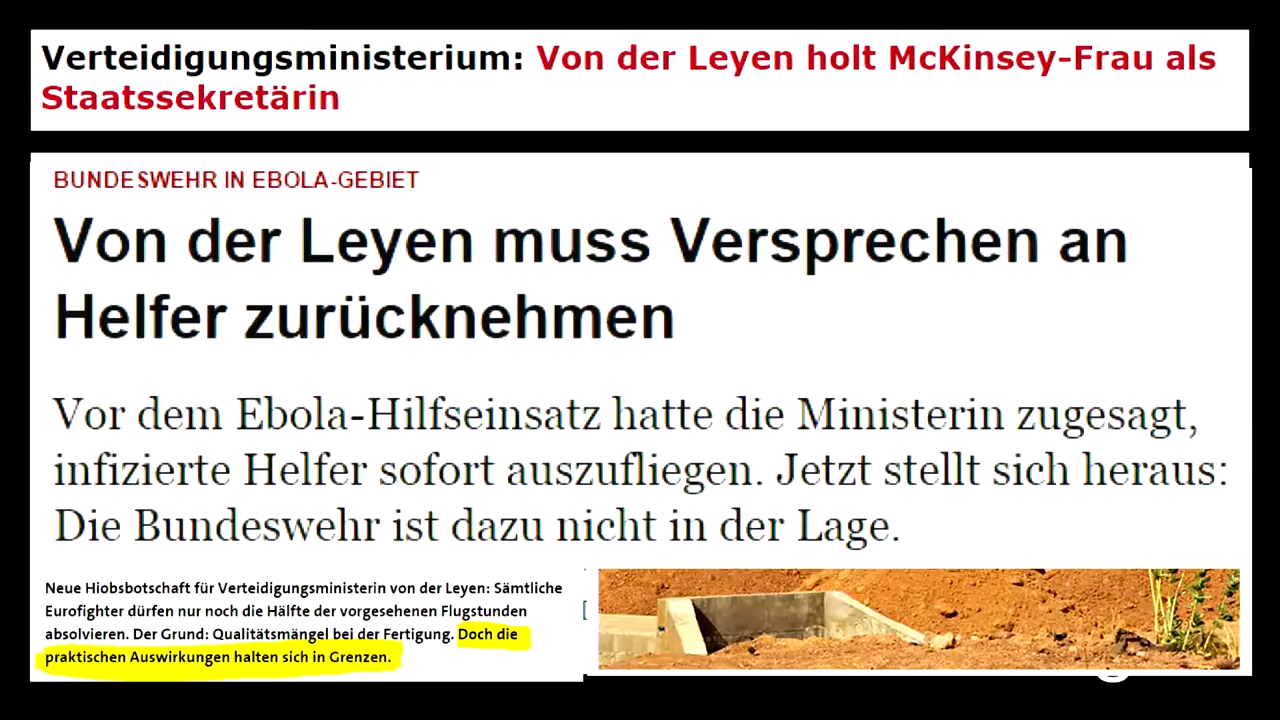 Verteidigungsministerium: Von der Leyen holt McKinsey-Frau als
Staatssekretärin
BUNDESWEHR IN EBOLA-GEBIET
Von der Leyen muss Versprechen an
Helfer zurücknehmen
Vor dem Ebola-Hilfseinsatz hatte die Ministerin zugesagt,
infizierte Helfer sofort auszufliegen. Jetzt stellt sich heraus:
Die Bundeswehr ist dazu nicht in der Lage.
Neue Hiobsbotschaft für Verteidigungsministerin von der Leyen: Sämtliche
Eurofighter dürfen nur noch die Hälfte der vorgesehenen Flugstunden
absolvieren. Der Grund: Qualitätsmängel bei der Fertigung. Doch die
praktischen Auswirkungen halten sich in Grenzen.